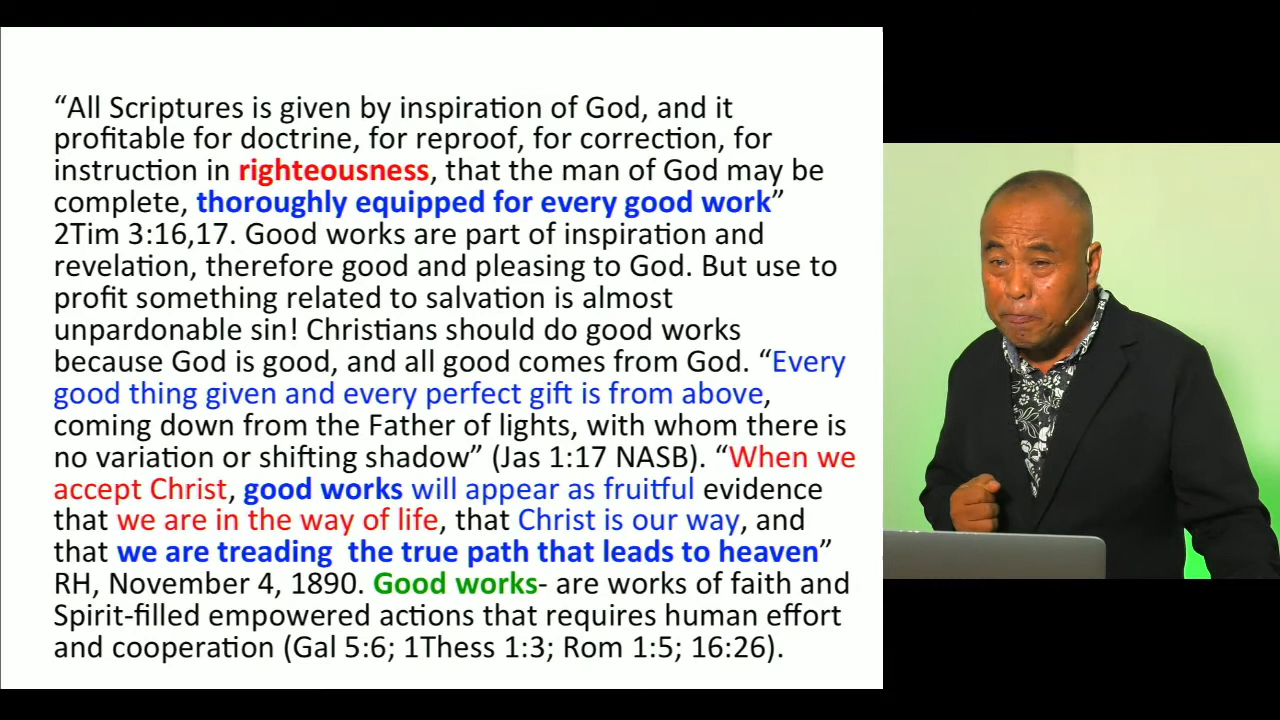 “All Scriptures is given by inspiration of God, and it
profitable for doctrine, for reproof, for correction, for
instruction in righteousness, that the man of God may be
complete, thoroughly equipped for every good work”
2Tim 3:16,17. Good works are part of inspiration and
revelation, therefore good and pleasing to God. But use to
profit something related to salvation is almost
unpardonable sin! Christians should do good works
because God is good, and all good comes from God. “Every
good thing given and every perfect gift is from above,
coming down from the Father of lights, with whom there is
no variation or shifting shadow” (Jas 1:17 NASB). “When we
accept Christ, good works will appear as fruitful evidence
that we are in the way of life, that Christ is our way, and
that we are treading  the true path that leads to heaven”
RH, November 4, 1890. Good works- are works of faith and
Spirit-filled empowered actions that requires human effort
and cooperation (Gal 5:6; 1Thess 1:3; Rom 1:5; 16:26).